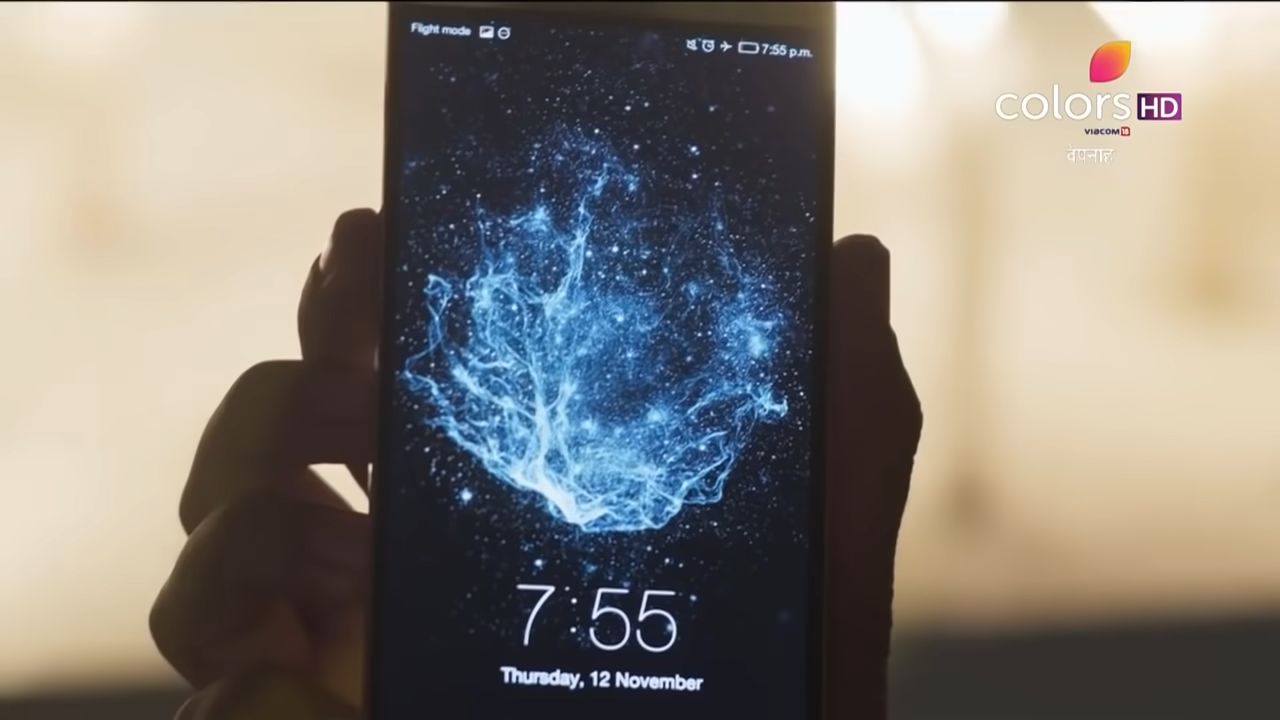 Flight mode
7:55 p.m.
colors HD
VIACOM 18
बेपनाह
7:55
Thursday, 12 November